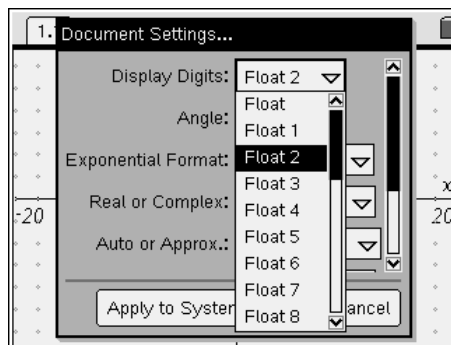 1.
Document Settings...
Display Digits: Float 2
Float
Angle:
Float 1
Exponential Format:
Float 2
Float 3
Real or Complex:
Float 4
Auto or Approx.:
Float 5
Float 6
Float 7
Float 8
Apply to System
ancel
-20
x
20